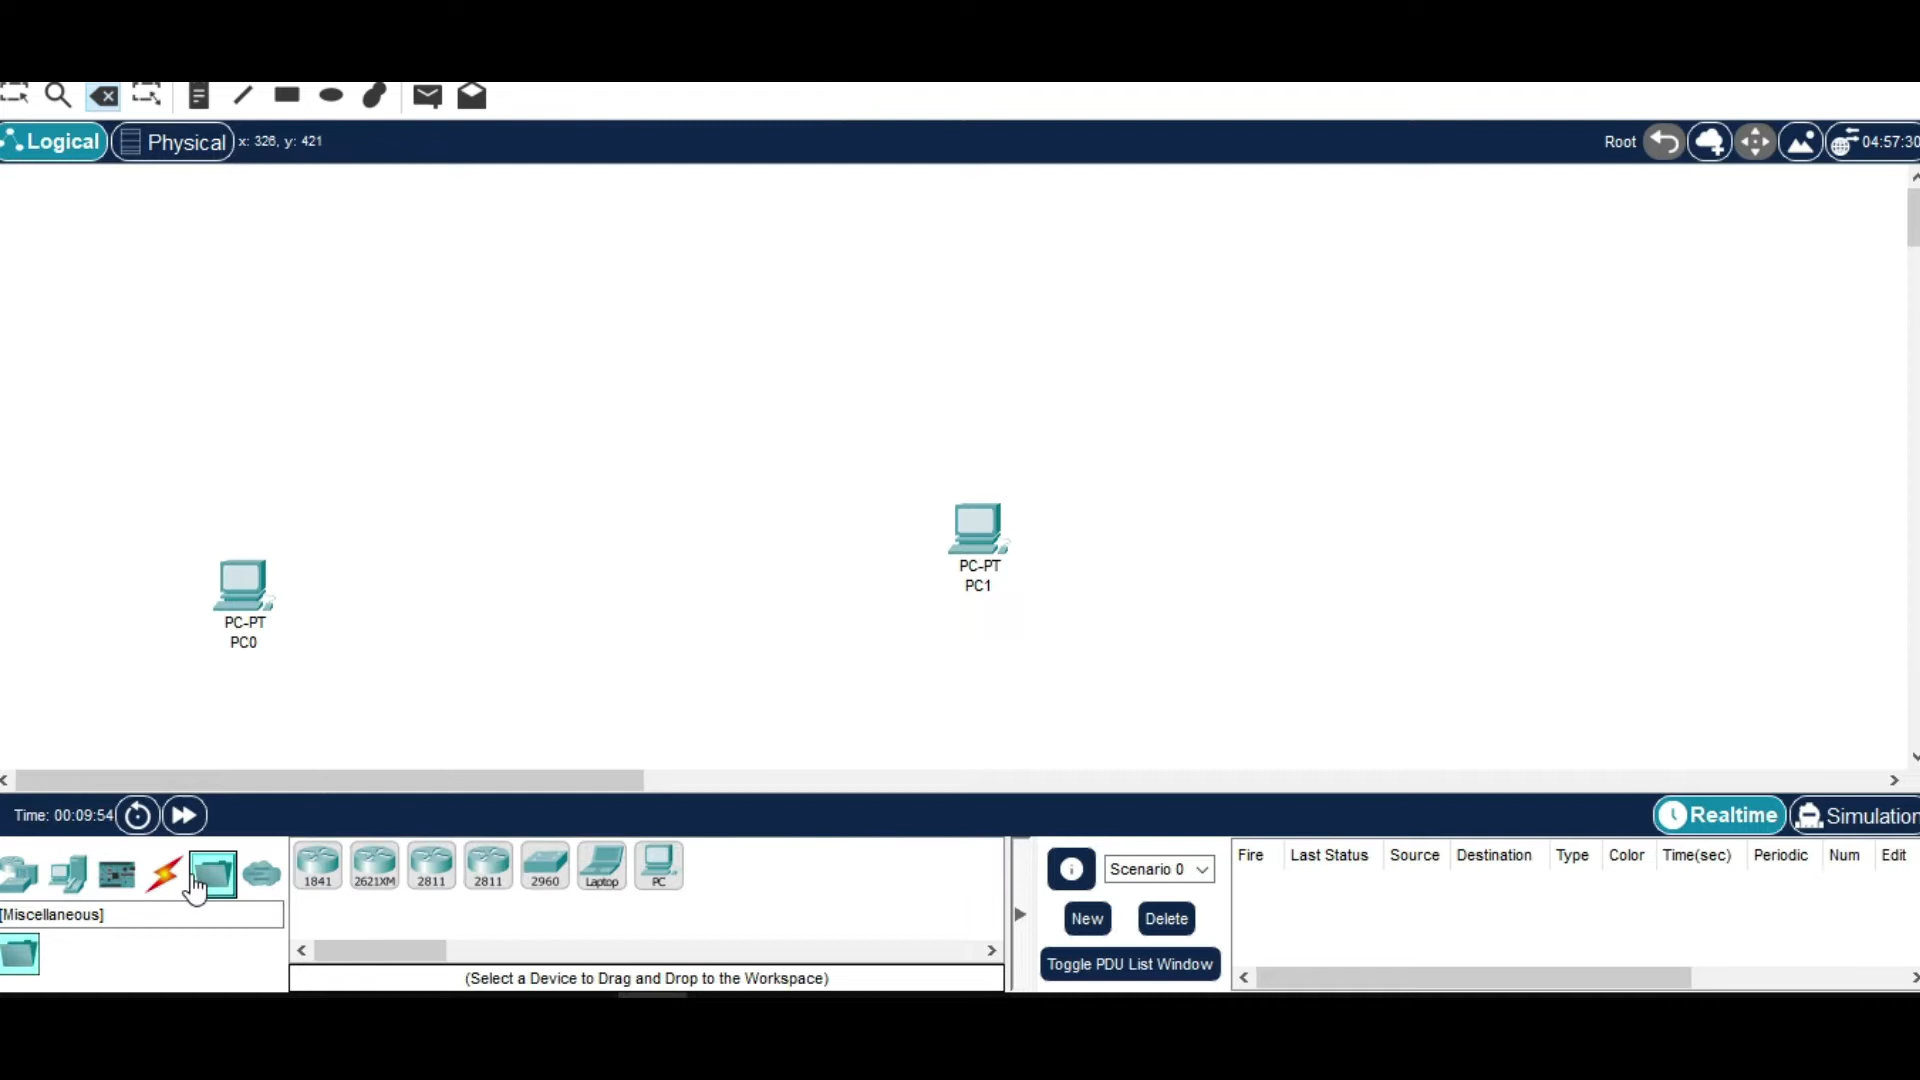 Logical Physical x: 326, y: 421 Root 04:57:30
PC-PT
PC1
PC-PT
PC0
Time: 00:09:54 Realtime Simulation
1841 2621XM 2811 2811 2960 Laptop PC
[Miscellaneous]
(Select a Device to Drag and Drop to the Workspace)
Scenario 0
New Delete
Toggle PDU List Window
Fire Last Status Source Destination Type Color Time(sec) Periodic Num Edit